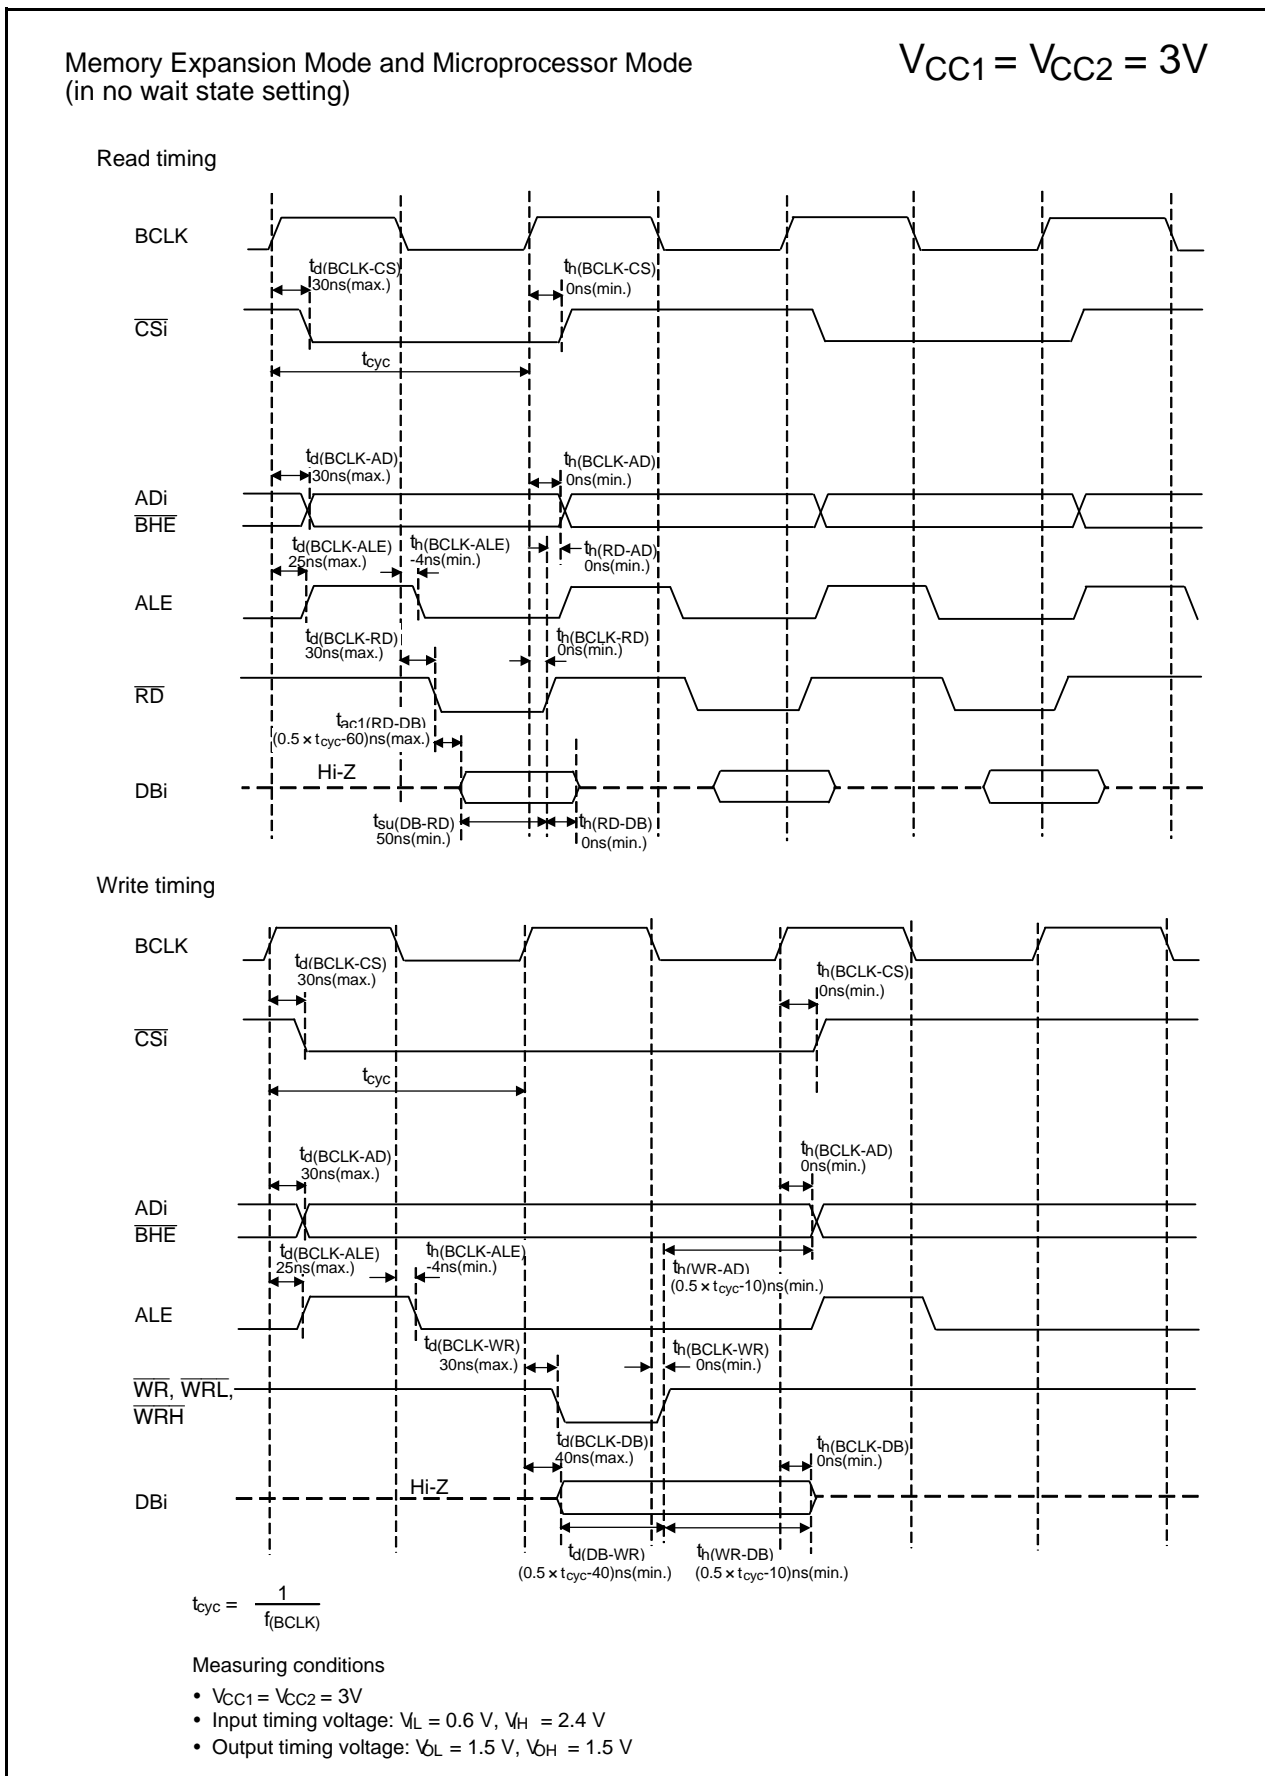 Memory Expansion Mode and Microprocessor Mode
(in no wait state setting)
VCC1 = VCC2 = 3V
Read timing
BCLK
td(BCLK-CS)
30ns(max.)
th(BCLK-CS)
0ns(min.)
CSi
tcyc
td(BCLK-AD)
30ns(max.)
th(BCLK-AD)
0ns(min.)
ADi
BHE
td(BCLK-ALE)
25ns(max.)
th(BCLK-ALE)
-4ns(min.)
th(RD-AD)
0ns(min.)
ALE
td(BCLK-RD)
30ns(max.)
th(BCLK-RD)
0ns(min.)
RD
tac1(RD-DB)
(0.5 × tcyc-60)ns(max.)
Hi-Z
DBi
tsu(DB-RD)
50ns(min.)
th(RD-DB)
0ns(min.)
Write timing
BCLK
td(BCLK-CS)
30ns(max.)
th(BCLK-CS)
0ns(min.)
CSi
tcyc
td(BCLK-AD)
30ns(max.)
th(BCLK-AD)
0ns(min.)
ADi
BHE
td(BCLK-ALE)
25ns(max.)
th(BCLK-ALE)
-4ns(min.)
th(WR-AD)
(0.5 × tcyc-10)ns(min.)
ALE
td(BCLK-WR)
30ns(max.)
th(BCLK-WR)
0ns(min.)
WR, WRL,
WRH
td(BCLK-DB)
40ns(max.)
th(BCLK-DB)
0ns(min.)
Hi-Z
DBi
td(DB-WR)
(0.5 × tcyc-40)ns(min.)
th(WR-DB)
(0.5 × tcyc-10)ns(min.)
tcyc = 1
f(BCLK)
Measuring conditions
• VCC1 = VCC2 = 3V
• Input timing voltage: VIL = 0.6 V, VIH = 2.4 V
• Output timing voltage: VOL = 1.5 V, VOH = 1.5 V